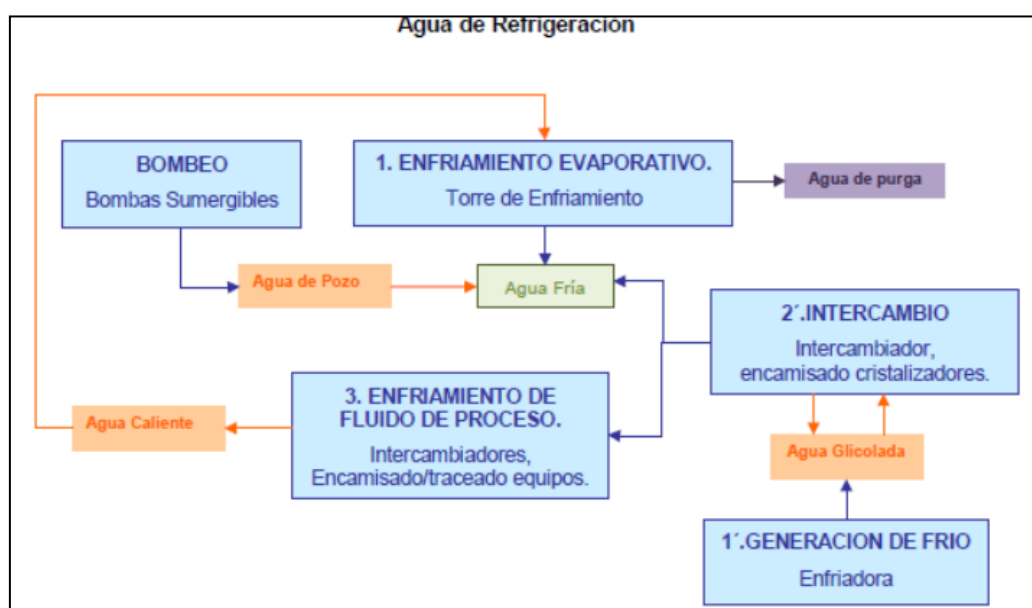 Agua de Refrigeración
BOMBEO
Bombas Sumergibles
1. ENFRIAMIENTO EVAPORATIVO.
Torre de Enfriamiento
Agua de purga
Agua de Pozo
Agua Fría
2´.INTERCAMBIO
Intercambiador,
encamisado cristalizadores.
3. ENFRIAMIENTO DE
FLUIDO DE PROCESO.
Intercambiadores,
Encamisado/traceado equipos.
Agua Caliente
Agua Glicolada
1´.GENERACION DE FRIO
Enfriadora